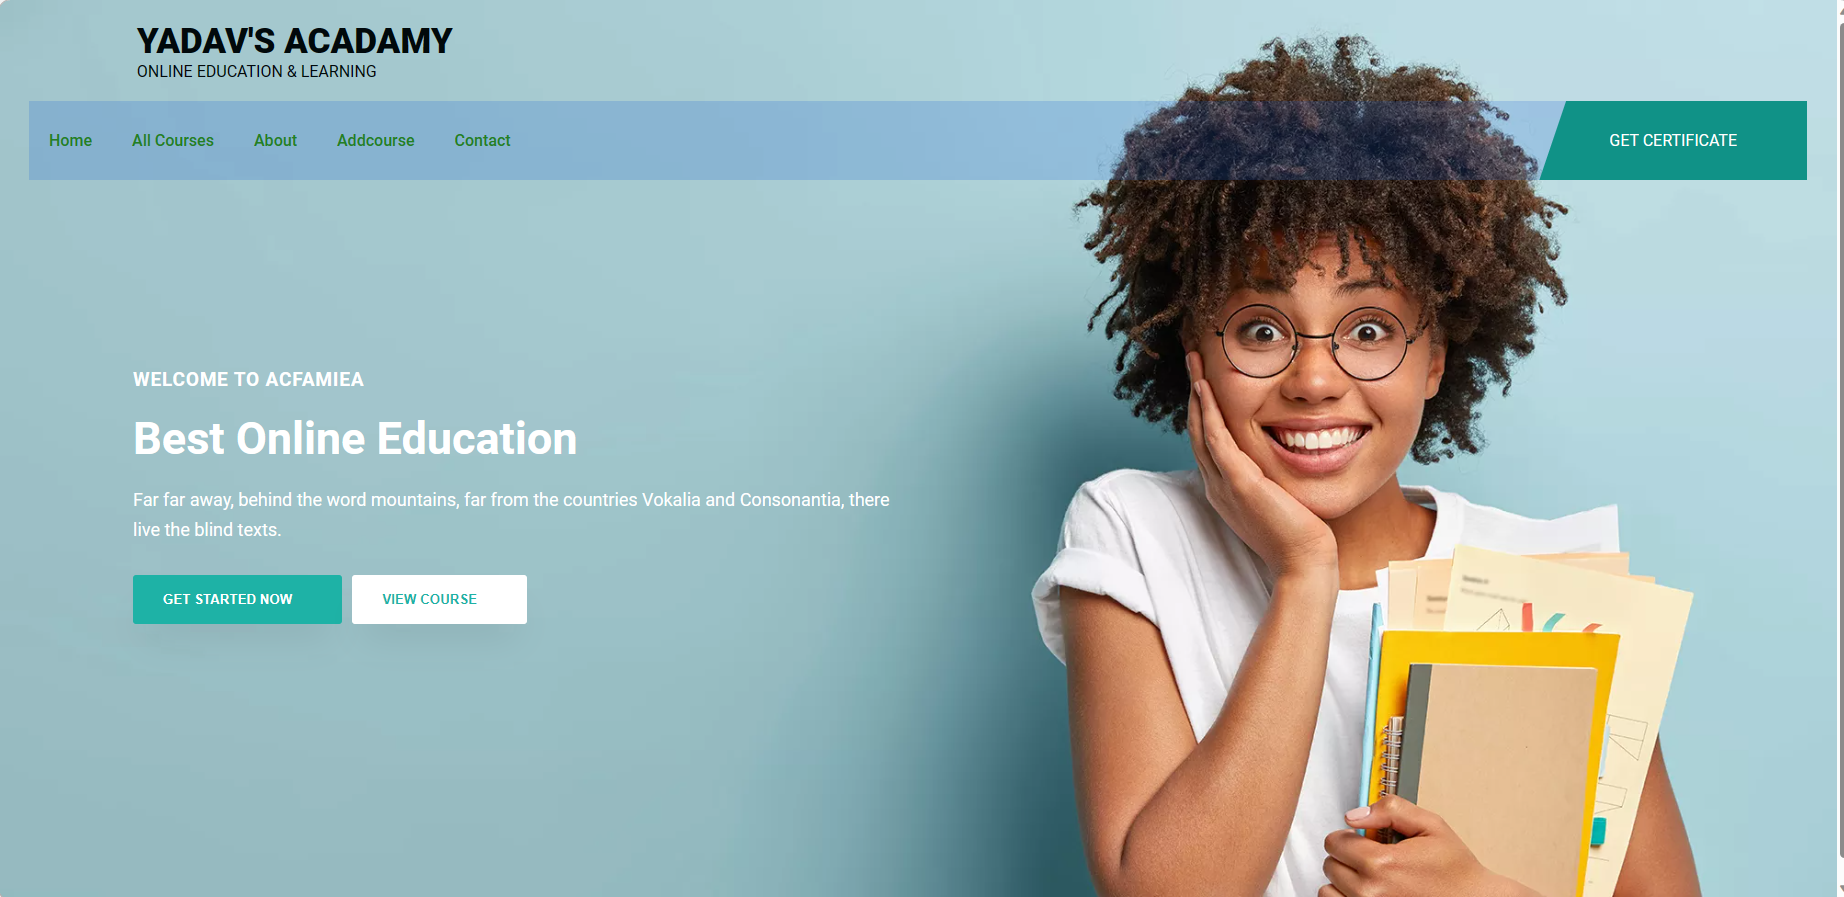 YADAV'S ACADAMY
ONLINE EDUCATION & LEARNING
Home All Courses About Addcourse Contact GET CERTIFICATE
WELCOME TO ACFAMIEA
Best Online Education
Far far away, behind the word mountains, far from the countries Vokalia and Consonantia, there
live the blind texts.
GET STARTED NOW VIEW COURSE